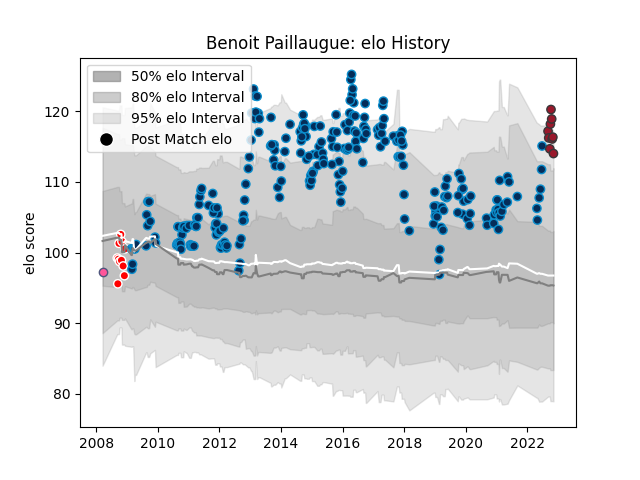 Benoit Paillaugue: elo History
50% elo Interval
80% elo Interval
95% elo Interval
Post Match elo
elo score
120
110
100
90
80
2008 2010 2012 2014 2016 2018 2020 2022